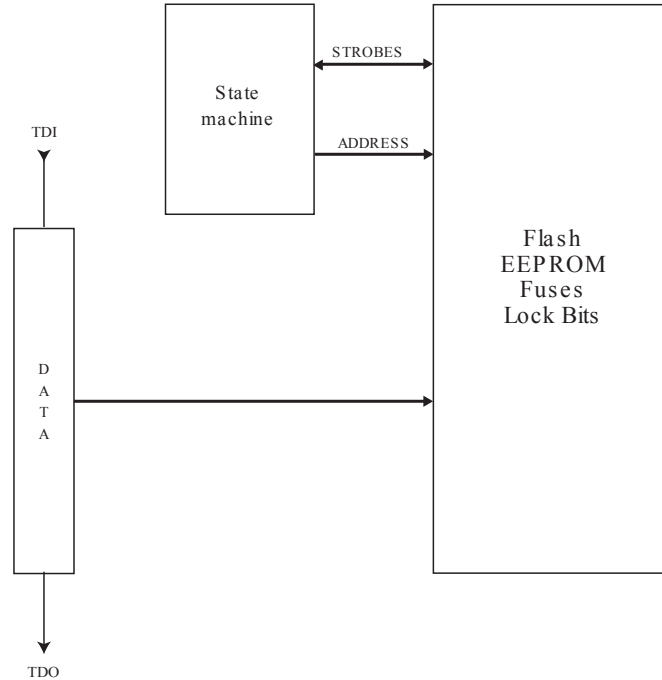 STROBES
State
machine
TDI
ADDRESS
Flash
EEPROM
Fuses
Lock Bits
D
A
T
A
TDO